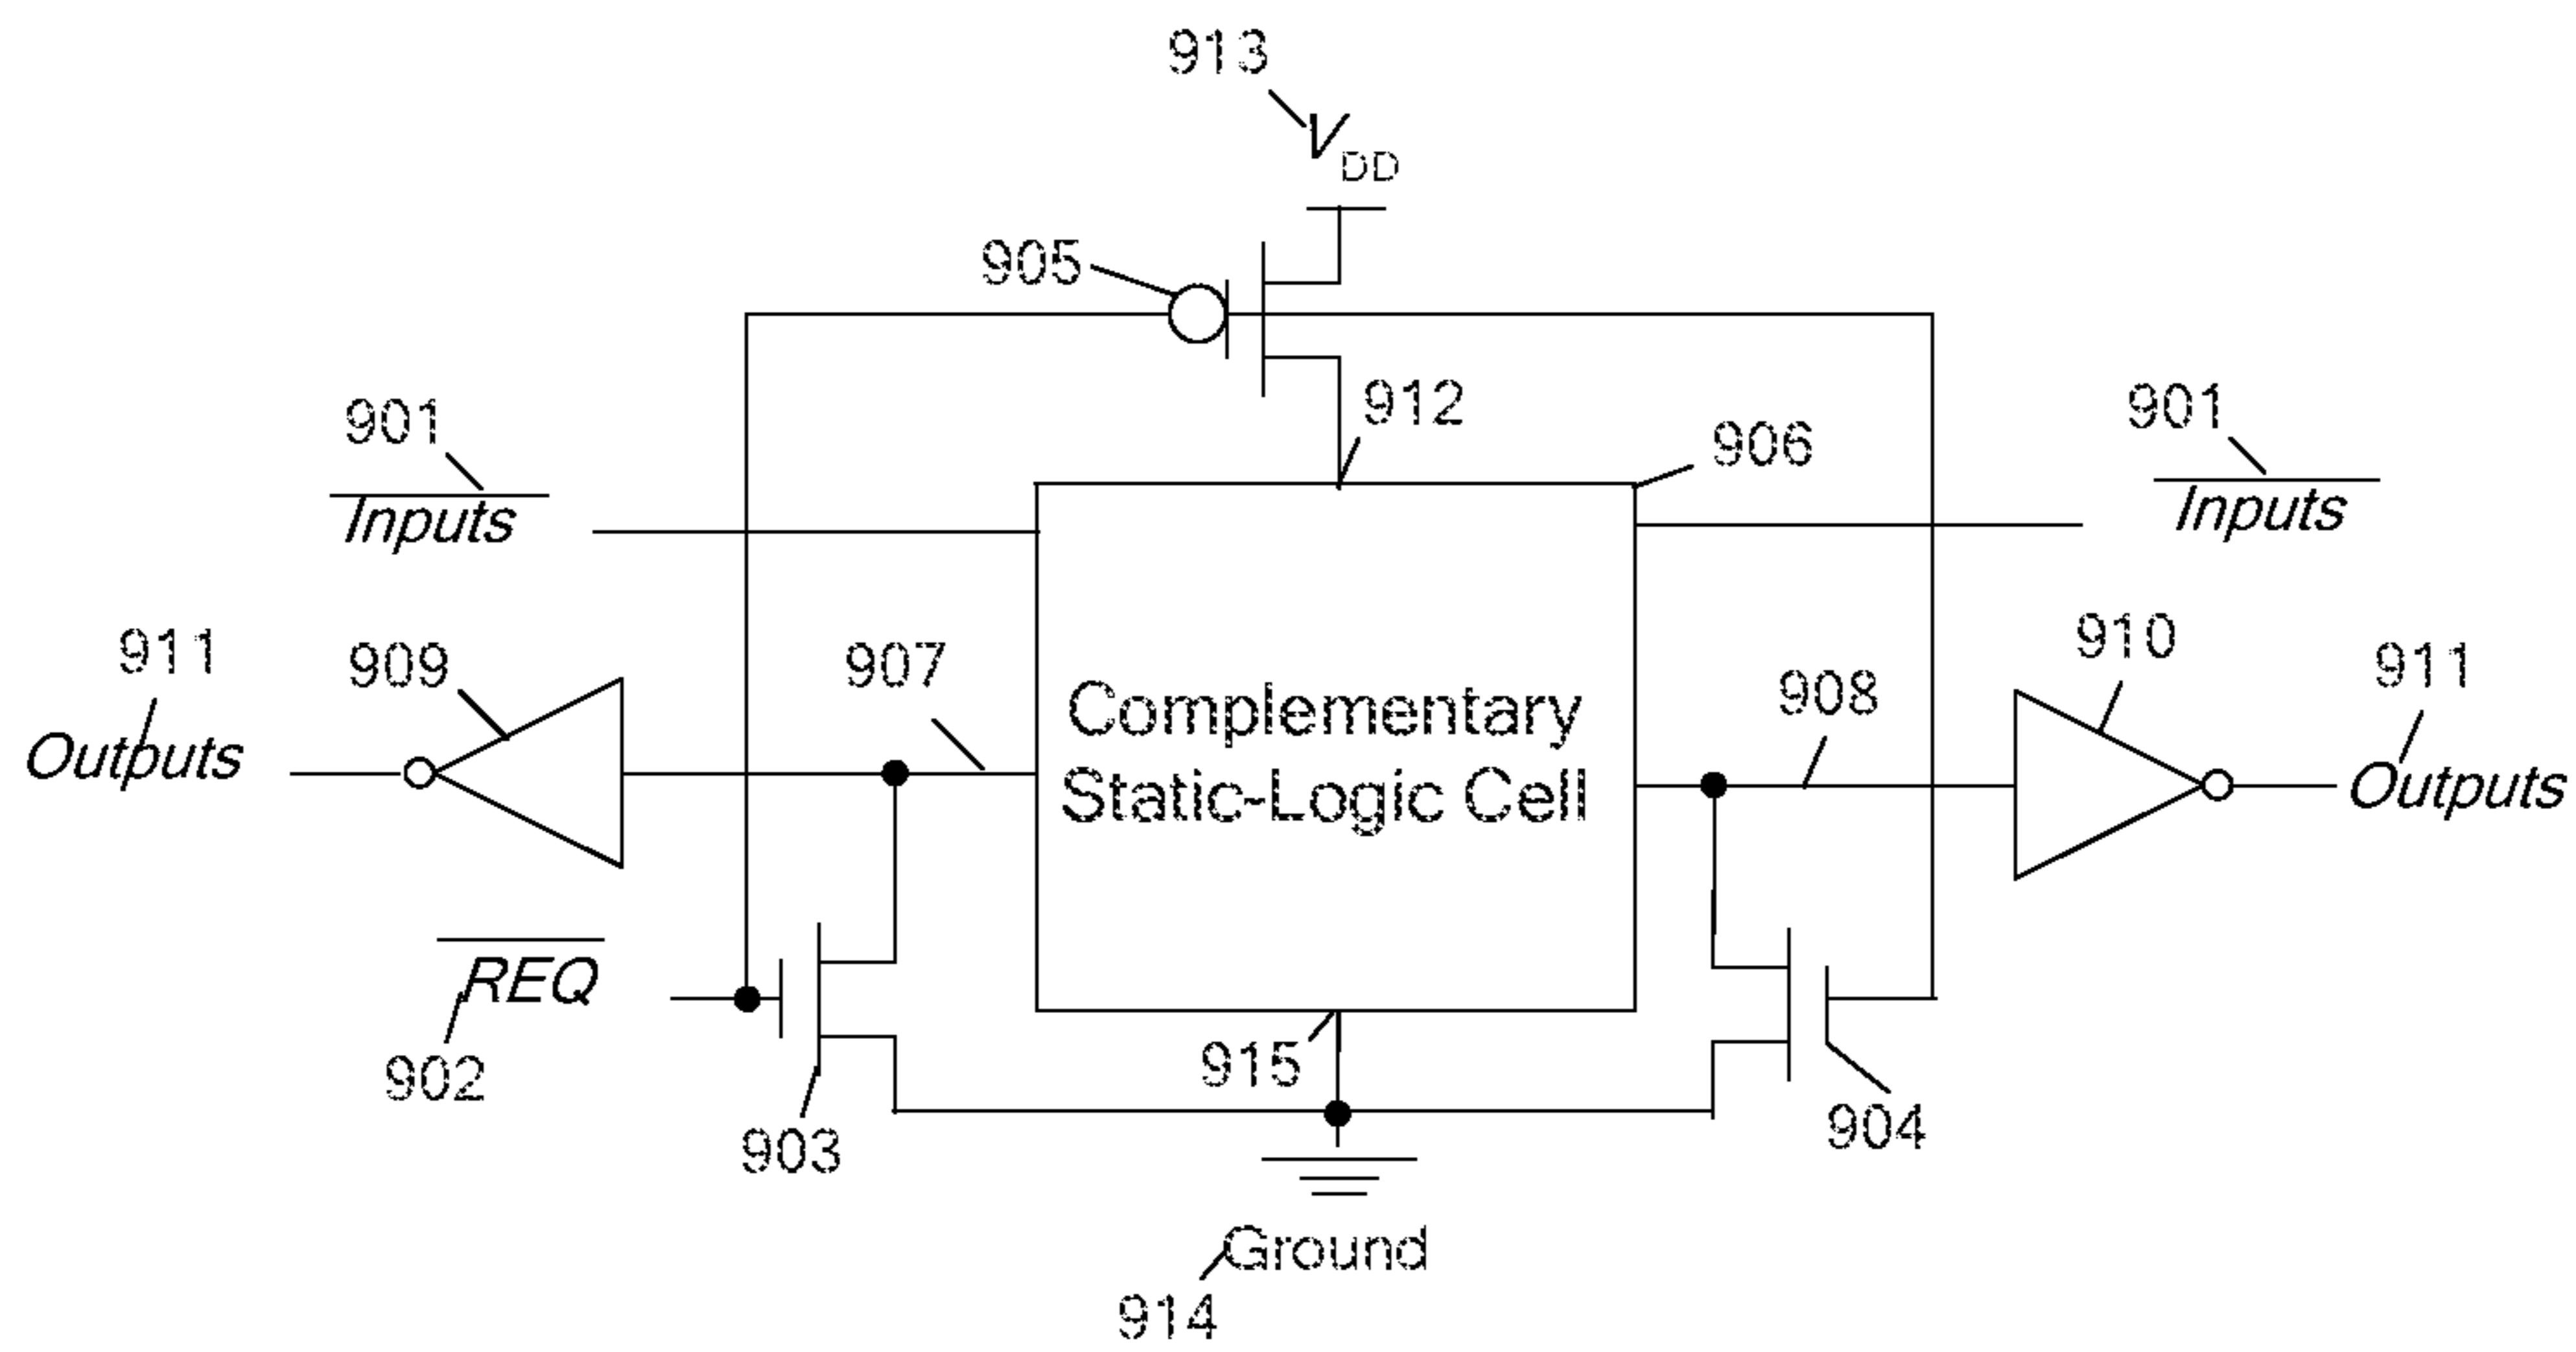 913
V DD
905
912
901
906
901
Inputs
Inputs
911
909
907
908
910
911
Outputs
Complementary
Static-Logic Cell
Outputs
REQ
902
915
903
904
Ground
914